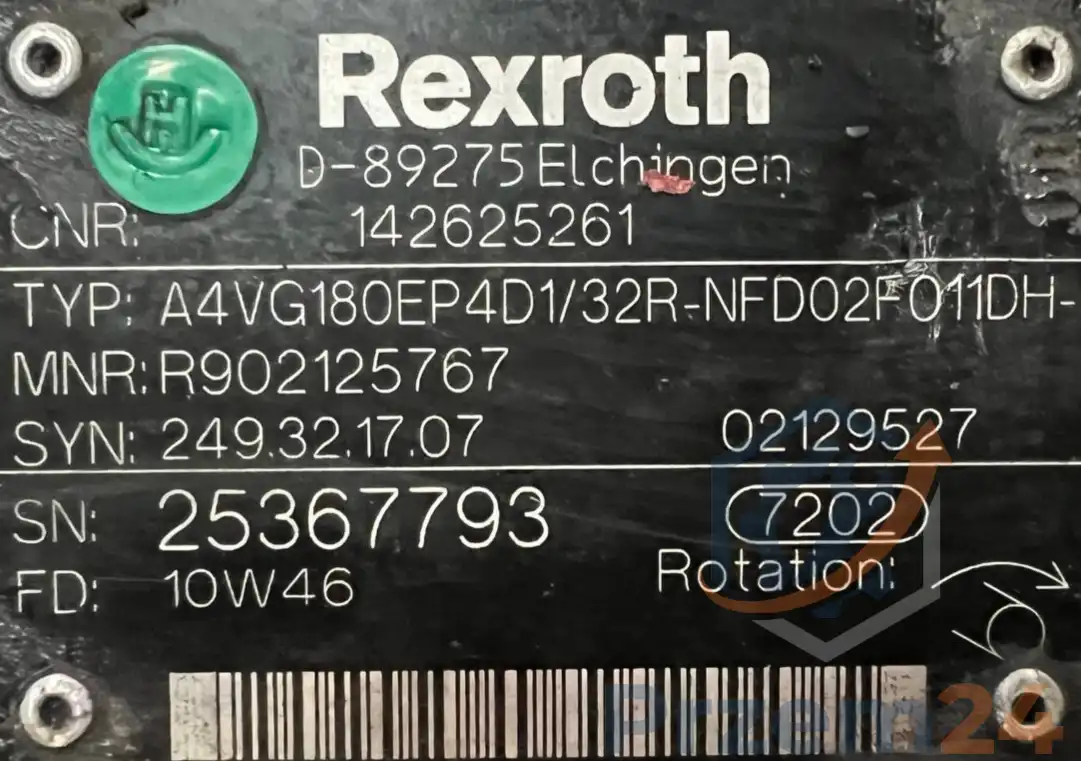 Rexroth
D-89275 Elchingen
CNR: 142625261
TYP: A4VG180EP4D1/32R-NFD02F011DH-
MNR: R902125767
SYN: 249.32.17.07 02129527
SN: 25367793 7202
FD: 10W46 Rotation:
Przem24